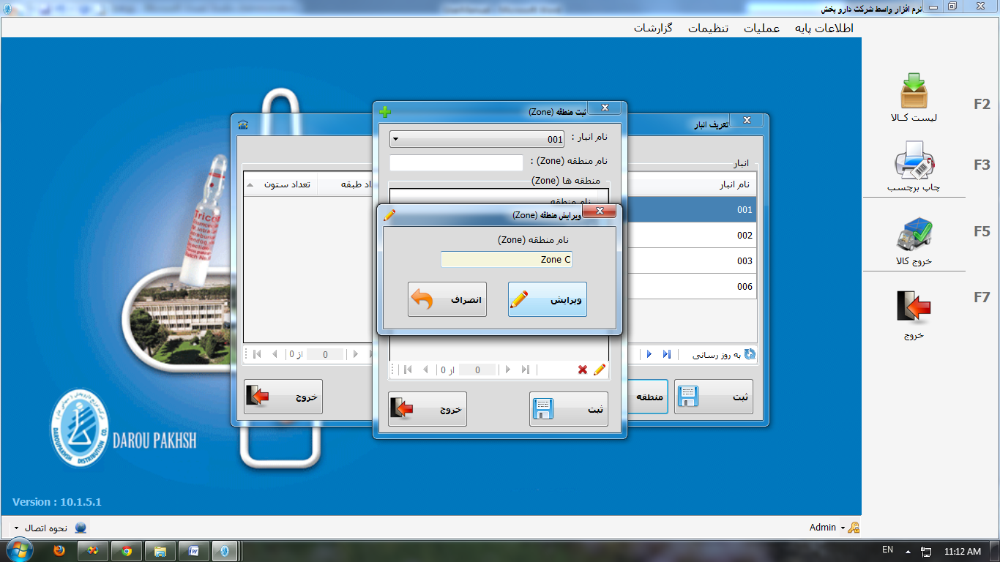 نرم افزار واسط شرکت دارو بخش
اطلاعات پایه
عملیات
تنظیمات
گزارشات
F2
لیست کـالا
F3
چاپ برچسب
F5
خروج کالا
F7
خروج
تعریف انبار
انبار
نام انبار
تعداد ستون
001
002
003
006
به روز رسانی
از 0
0
ثبت
منطقه
خروج
ثبت منطقه (Zone)
نام انبار :
001
نام منطقه (Zone) :
منطقه ها (Zone)
نام منطقه
ویرایش منطقه (Zone)
نام منطقه (Zone)
Zone C
ویرایش
انصراف
از 0
0
ثبت
خروج
DAROU PAKHSH
DAROUPAKHSH DISTRIBUTION CO.
Version : 10.1.5.1
نحوه اتصال
Admin
EN
11:12 AM